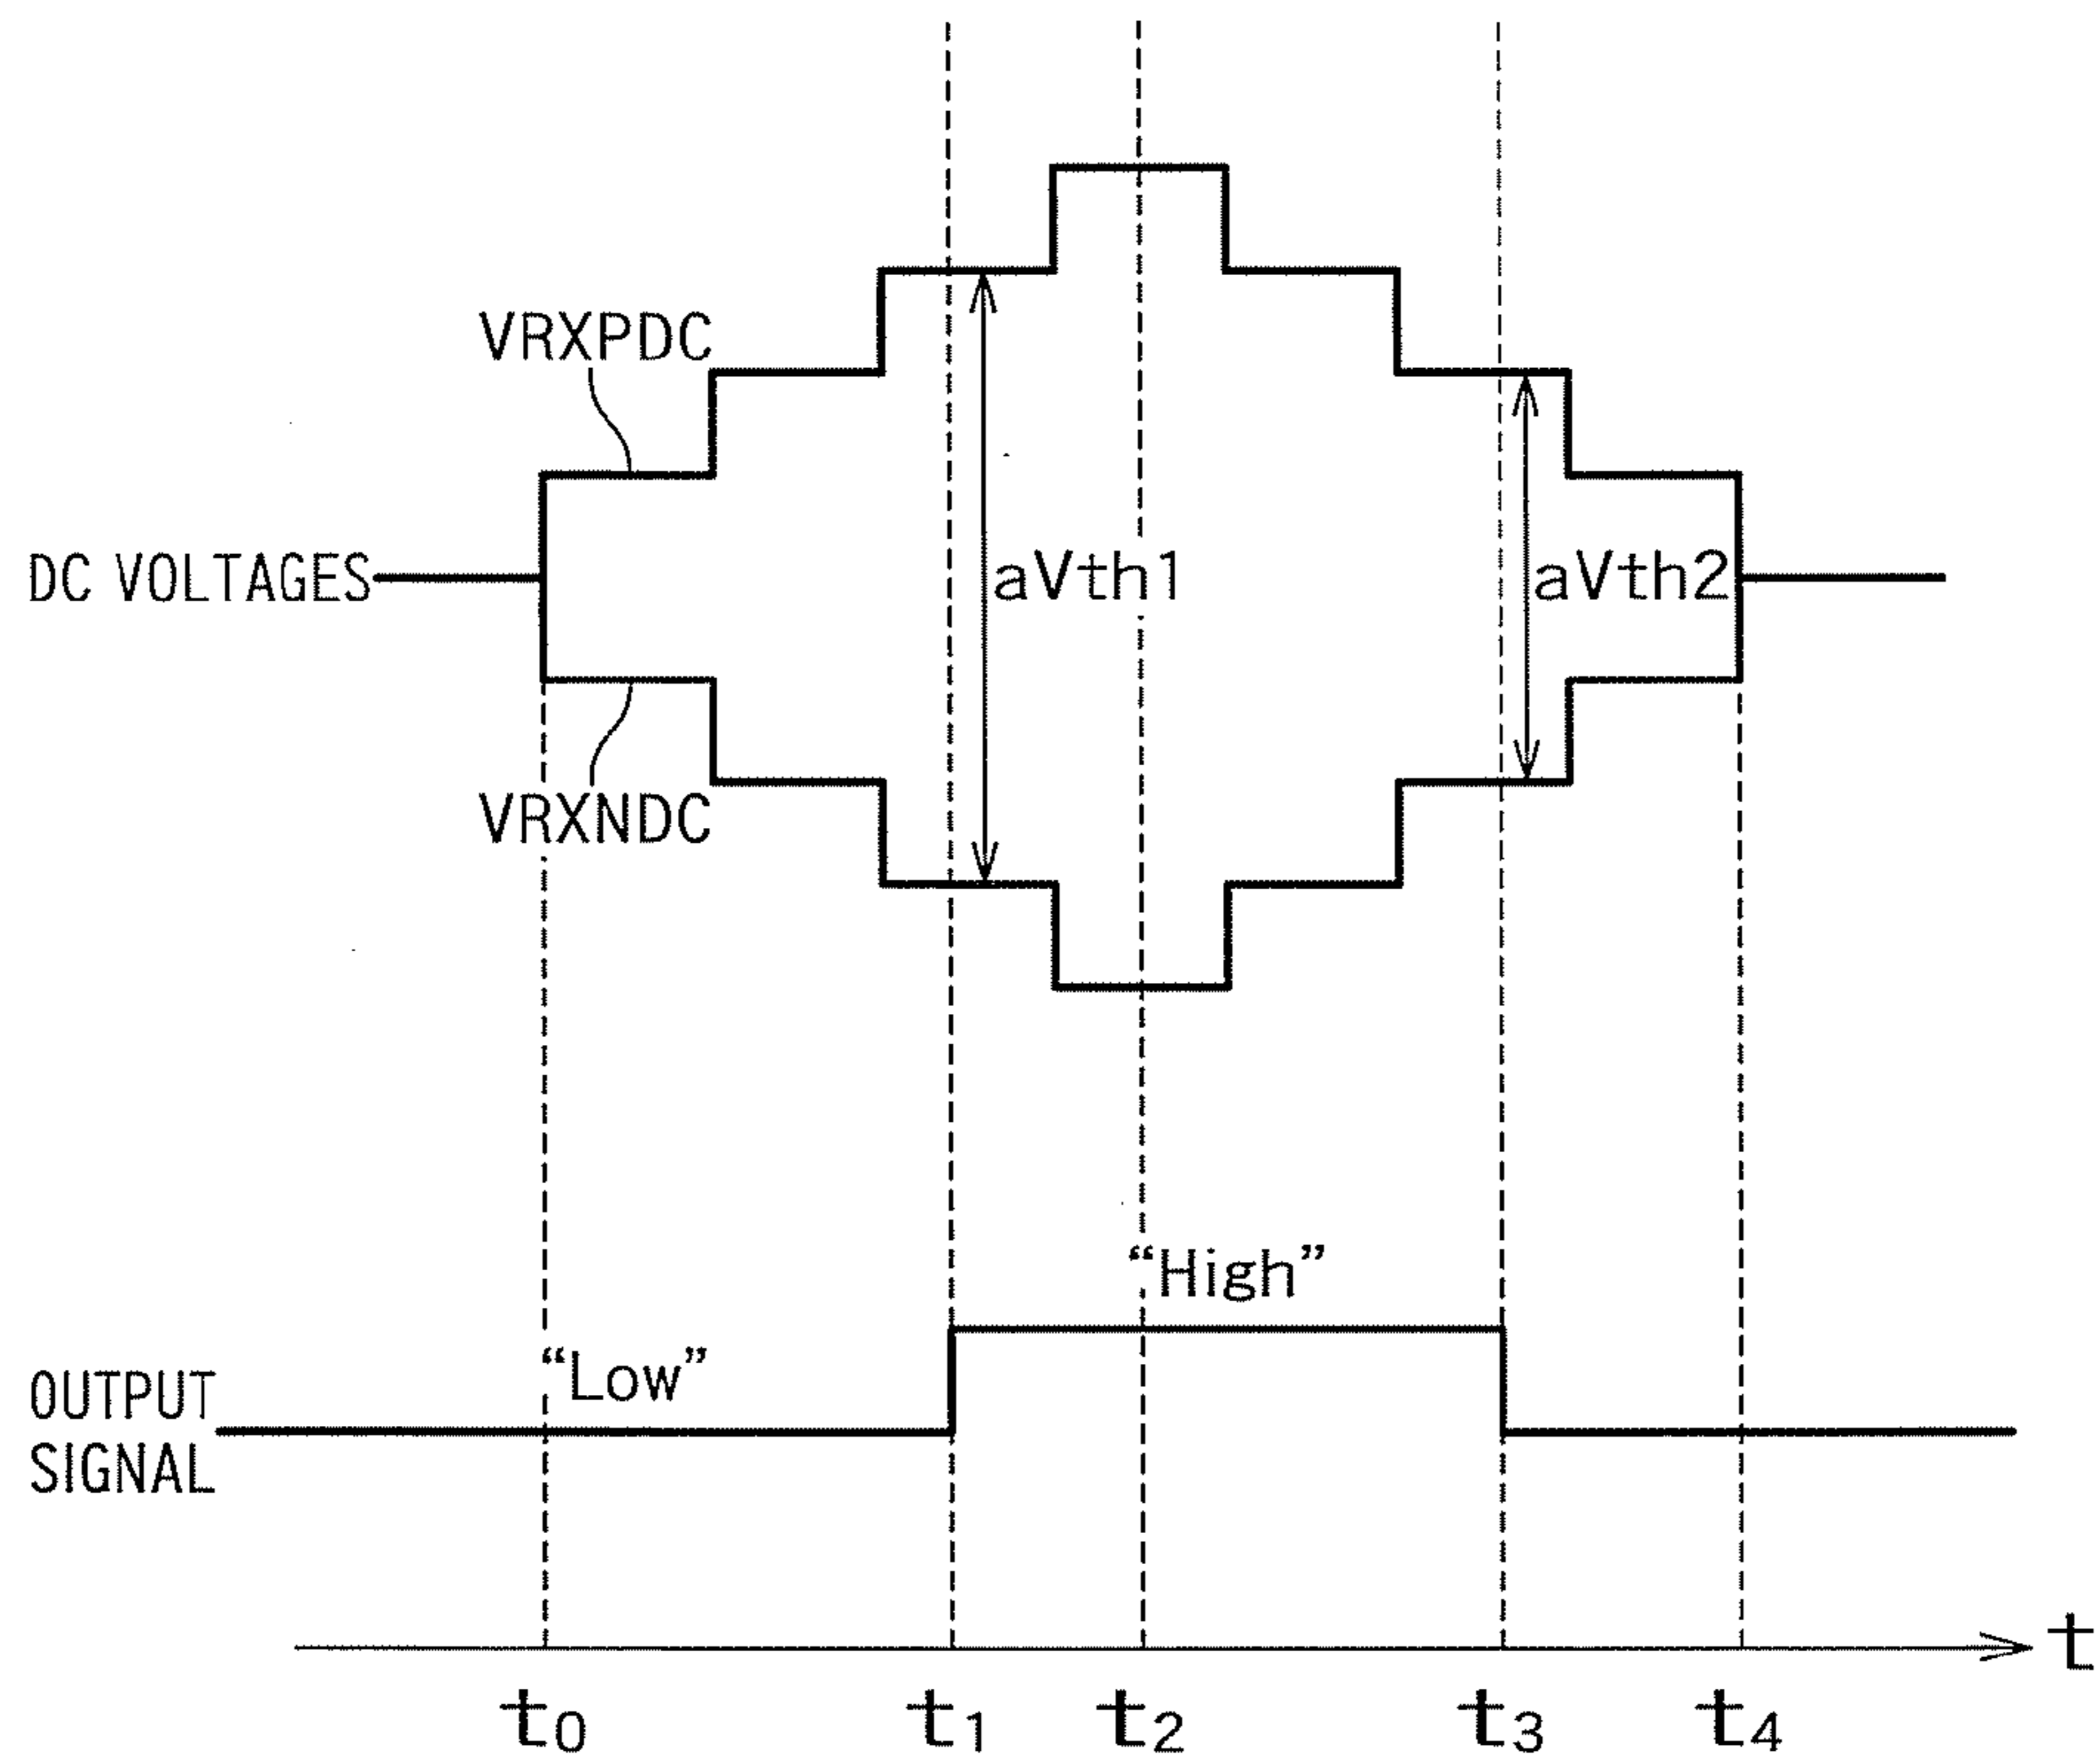 VRXPDC
DC VOLTAGES
aVth1
aVth2
VRXNDC
“High”
“Low”
OUTPUT
SIGNAL
t
t0
t1
t2
t3
t4